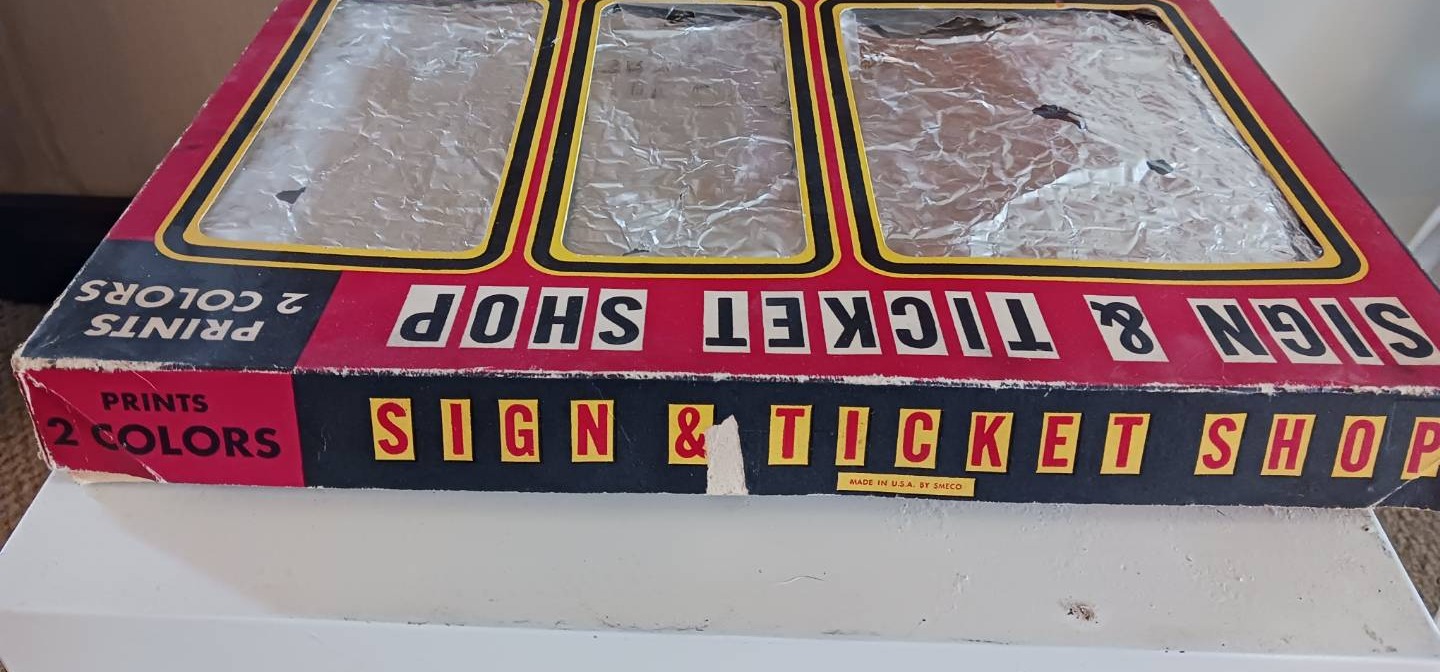 SIGN & TICKET SHOP
PRINTS
2 COLORS
PRINTS
2 COLORS
SIGN & TICKET SHOP
MADE IN U.S.A. BY SMECO